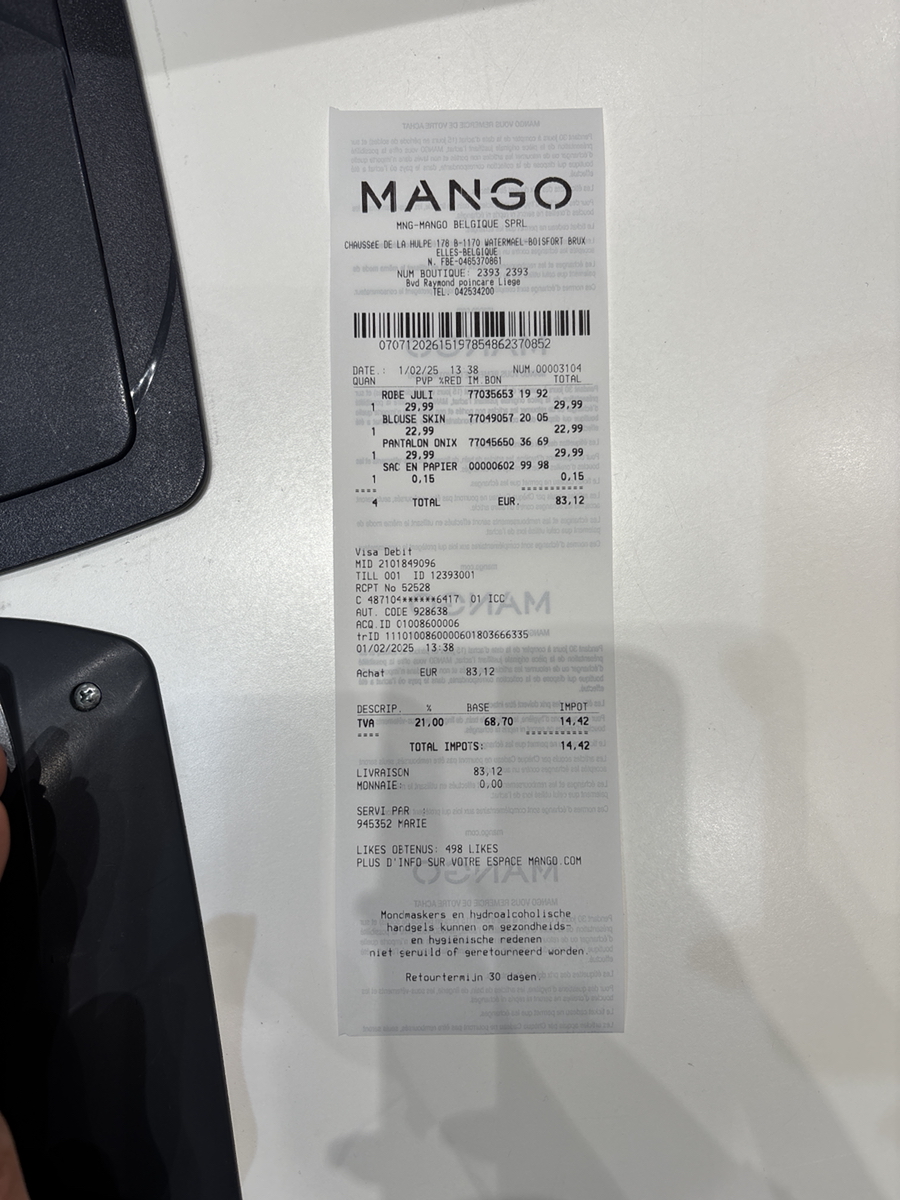 MANGO
MNG-MANGO BELGIQUE SPRL
CHAUSSéE DE LA HULPE 178 B-1170 WATERMAEL-BOISFORT BRUX
ELLES-BELGIQUE
N. FBE-0465370861
NUM BOUTIQUE: 2393 2393
Bvd Raymond poincare Liege
TEL. 042534200
07071202615197854862370852
DATE.: 1/02/25 13 38 NUM.00003104
QUAN PVP %RED IM.BON TOTAL
ROBE JULI 77035653 19 92
1 29,99 29,99
BLOUSE SKIN 77049057 20 05
1 22,99 22,99
PANTALON ONIX 77045650 36 69
1 29,99 29,99
SAC EN PAPIER 00000602 99 98
1 0,15 0,15
==== ===========
4 TOTAL EUR. 83,12
Visa Debit
MID 2101849096
TILL 001 ID 12393001
RCPT No 52528
C 487104******6417 01 ICC
AUT. CODE 928638
ACQ.ID 01008600006
trID 1110100860000601803666335
01/02/2025 13:38
Achat EUR 83,12
DESCRIP. % BASE IMPOT
TVA 21,00 68,70 14,42
==== ===========
TOTAL IMPOTS: 14,42
LIVRAISON 83,12
MONNAIE: 0,00
SERVI PAR :
945352 MARIE
LIKES OBTENUS: 498 LIKES
PLUS D'INFO SUR VOTRE ESPACE MANGO.COM
Mondmaskers en hydroalcoholische
handgels kunnen om gezondheids-
en hygiënische redenen
niet geruild of geretourneerd worden.
Retourtermijn 30 dagen